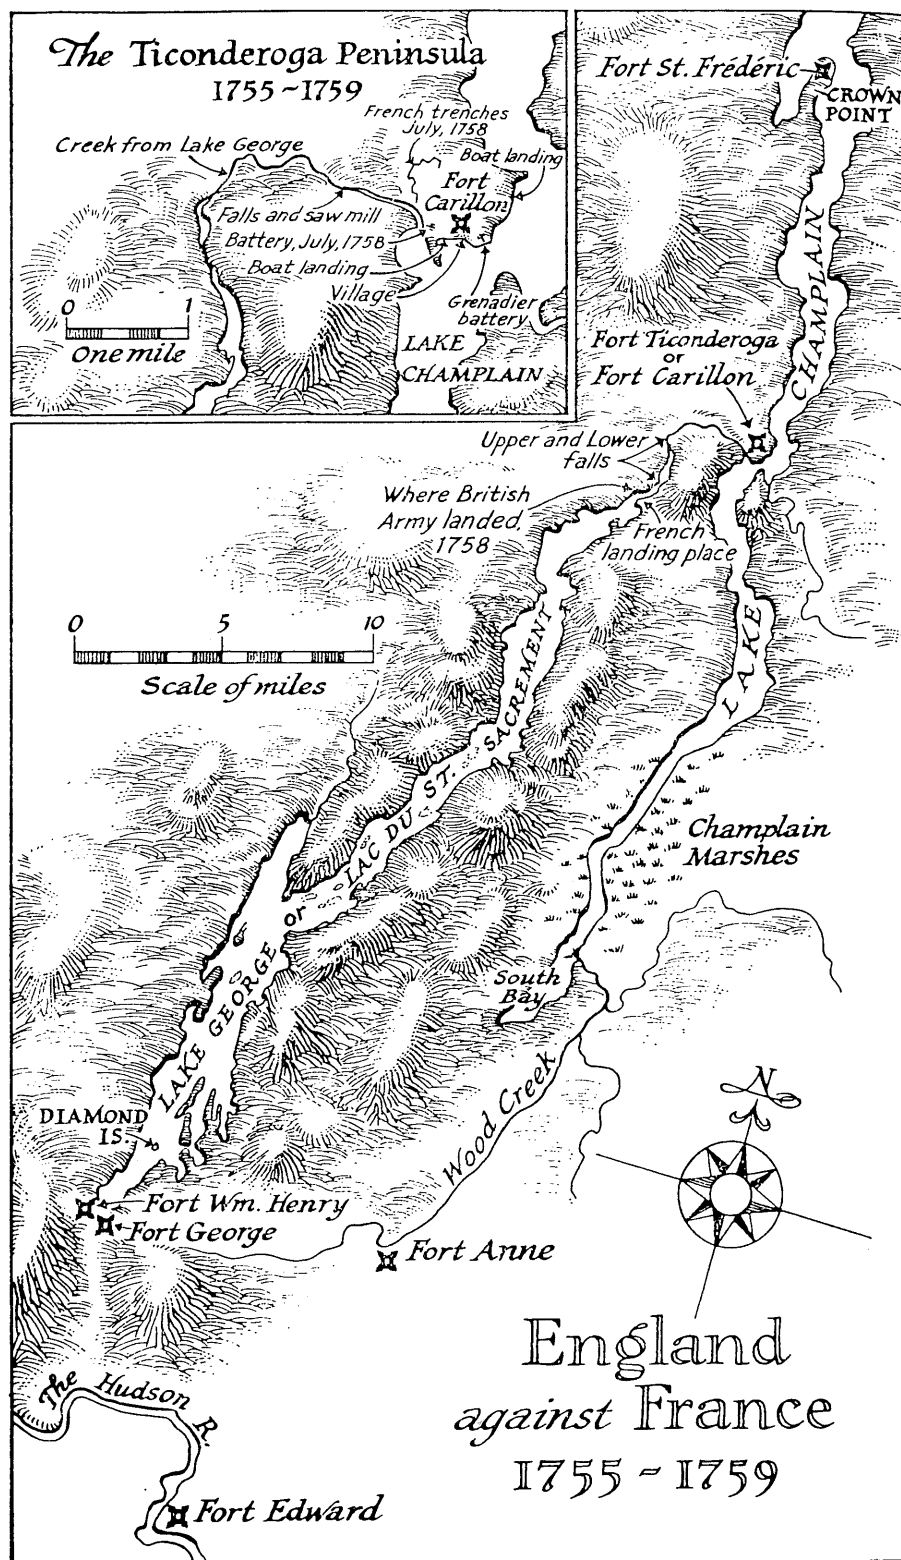 The Ticonderoga Peninsula
1755~1759
French trenches
July, 1758
Creek from Lake George
Boat landing
Fort
Carillon
Falls and saw mill
Battery, July, 1758
Boat landing
Village
Grenadier
battery
0 1
One mile
LAKE
CHAMPLAIN
Fort St. Frédéric
CROWN
POINT
CHAMPLAIN
Fort Ticonderoga
or
Fort Carillon
Upper and Lower
falls
Where British
Army landed,
1758
French
landing place
0 5 10
Scale of miles
LAKE
LAKE GEORGE or LAC DU ST. SACREMENT
Champlain
Marshes
South
Bay
Wood Creek
N
DIAMOND
IS.
Fort Wm. Henry
Fort George
Fort Anne
The Hudson R.
Fort Edward
England
against France
1755 ~ 1759